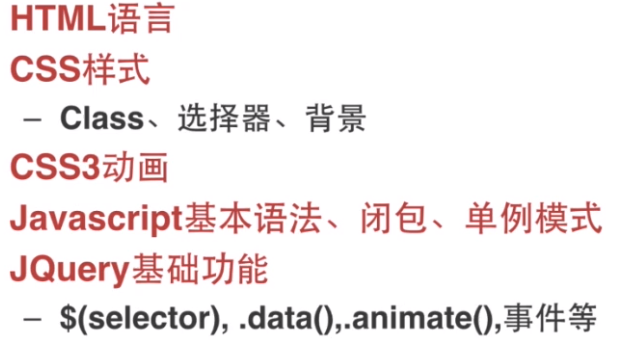 HTML语言
CSS样式
– Class、选择器、背景
CSS3动画
Javascript基本语法、闭包、单例模式
JQuery基础功能
– $(selector), .data(),.animate(),事件等